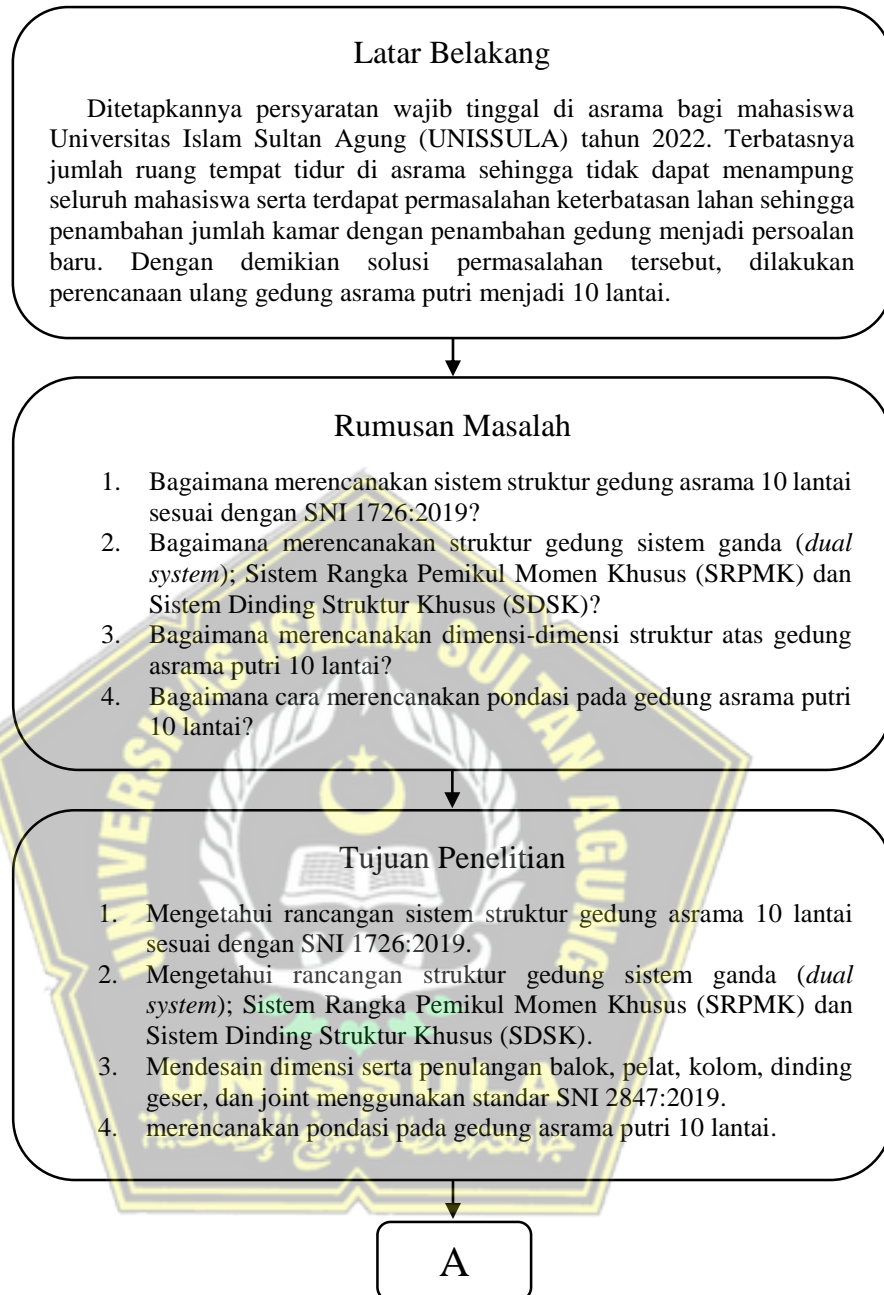 Latar Belakang
Ditetapkannya persyaratan wajib tinggal di asrama bagi mahasiswa
Universitas Islam Sultan Agung (UNISSULA) tahun 2022. Terbatasnya
jumlah ruang tempat tidur di asrama sehingga tidak dapat menampung
seluruh mahasiswa serta terdapat permasalahan keterbatasan lahan sehingga
penambahan jumlah kamar dengan penambahan gedung menjadi persoalan
baru. Dengan demikian solusi permasalahan tersebut, dilakukan
perencanaan ulang gedung asrama putri menjadi 10 lantai.
Rumusan Masalah
1. Bagaimana merencanakan sistem struktur gedung asrama 10 lantai
sesuai dengan SNI 1726:2019?
2. Bagaimana merencanakan struktur gedung sistem ganda (dual
system); Sistem Rangka Pemikul Momen Khusus (SRPMK) dan
Sistem Dinding Struktur Khusus (SDSK)?
3. Bagaimana merencanakan dimensi-dimensi struktur atas gedung
asrama putri 10 lantai?
4. Bagaimana cara merencanakan pondasi pada gedung asrama putri
10 lantai?
Tujuan Penelitian
1. Mengetahui rancangan sistem struktur gedung asrama 10 lantai
sesuai dengan SNI 1726:2019.
2. Mengetahui rancangan struktur gedung sistem ganda (dual
system); Sistem Rangka Pemikul Momen Khusus (SRPMK) dan
Sistem Dinding Struktur Khusus (SDSK).
3. Mendesain dimensi serta penulangan balok, pelat, kolom, dinding
geser, dan joint menggunakan standar SNI 2847:2019.
4. merencanakan pondasi pada gedung asrama putri 10 lantai.
A
UNIVERSITAS ISLAM SULTAN AGUNG
UNISSULA